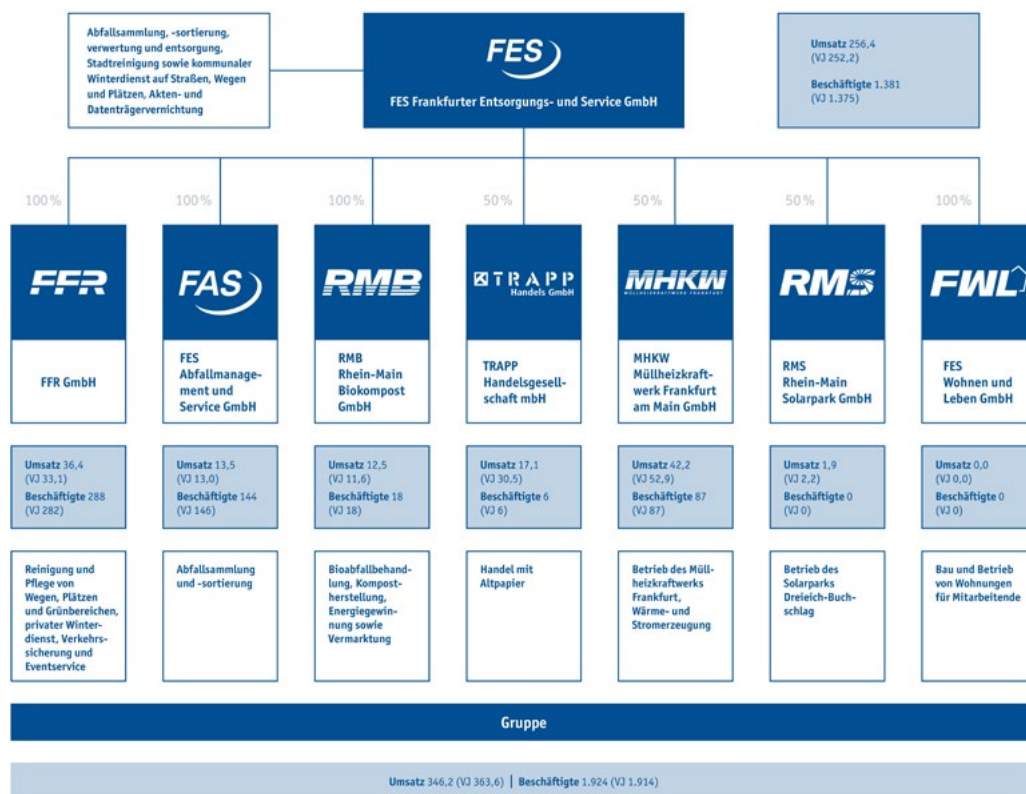 Abfallsammlung, -sortierung,
verwertung und entsorgung,
Stadtreinigung sowie kommunaler
Winterdienst auf Straßen, Wegen
und Plätzen, Akten- und
Datenträgervernichtung
FES
FES Frankfurter Entsorgungs- und Service GmbH
Umsatz 256,4
(VJ 252,2)
Beschäftigte 1.381
(VJ 1.375)
100 %
100 %
100 %
50 %
50 %
50 %
100 %
FFR
FFR GmbH
Umsatz 36,4
(VJ 33,1)
Beschäftigte 288
(VJ 282)
Reinigung und
Pflege von
Wegen, Plätzen
und Grünbereichen,
privater Winter-
dienst, Verkehrs-
sicherung und
Eventservice
FAS
FES
Abfallmanage-
ment und
Service GmbH
Umsatz 13,5
(VJ 13,0)
Beschäftigte 144
(VJ 146)
Abfallsammlung
und -sortierung
RMB
RMB
Rhein-Main
Biokompost
GmbH
Umsatz 12,5
(VJ 11,6)
Beschäftigte 18
(VJ 18)
Bioabfallbehand-
lung, Kompost-
herstellung,
Energiegewin-
nung sowie
Vermarktung
TRAPP
Handels GmbH
TRAPP
Handelsgesell-
schaft mbH
Umsatz 17,1
(VJ 30,5)
Beschäftigte 6
(VJ 6)
Handel mit
Altpapier
MHKW
MÜLLHEIZKRAFTWERK FRANKFURT
MHKW
Müllheizkraft-
werk Frankfurt
am Main GmbH
Umsatz 42,2
(VJ 52,9)
Beschäftigte 87
(VJ 87)
Betrieb des Müll-
heizkraftwerks
Frankfurt,
Wärme- und
Stromerzeugung
RMS
RMS
Rhein-Main
Solarpark GmbH
Umsatz 1,9
(VJ 2,2)
Beschäftigte 0
(VJ 0)
Betrieb des
Solarparks
Dreieich-Buch-
schlag
FWL
FES
Wohnen und
Leben GmbH
Umsatz 0,0
(VJ 0,0)
Beschäftigte 0
(VJ 0)
Bau und Betrieb
von Wohnungen
für Mitarbeitende
Gruppe
Umsatz 346,2 (VJ 363,6) | Beschäftigte 1.924 (VJ 1.914)